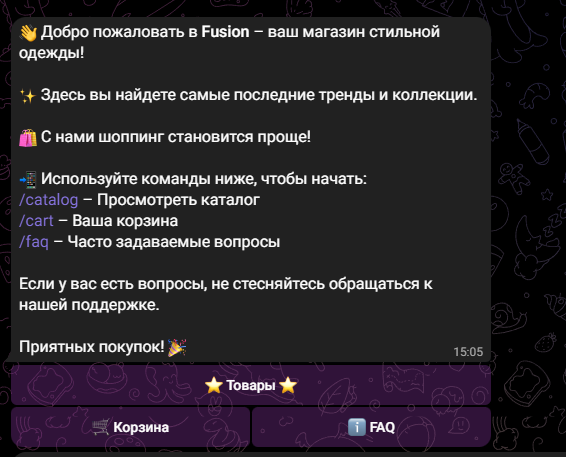 👋 Добро пожаловать в Fusion – ваш магазин стильной
одежды!
✨ Здесь вы найдете самые последние тренды и коллекции.
🛍️ С нами шоппинг становится проще!
📲 Используйте команды ниже, чтобы начать:
/catalog – Просмотреть каталог
/cart – Ваша корзина
/faq – Часто задаваемые вопросы
Если у вас есть вопросы, не стесняйтесь обращаться к
нашей поддержке.
Приятных покупок! 🎉
15:05
⭐ Товары ⭐
🛒 Корзина
ℹ️ FAQ